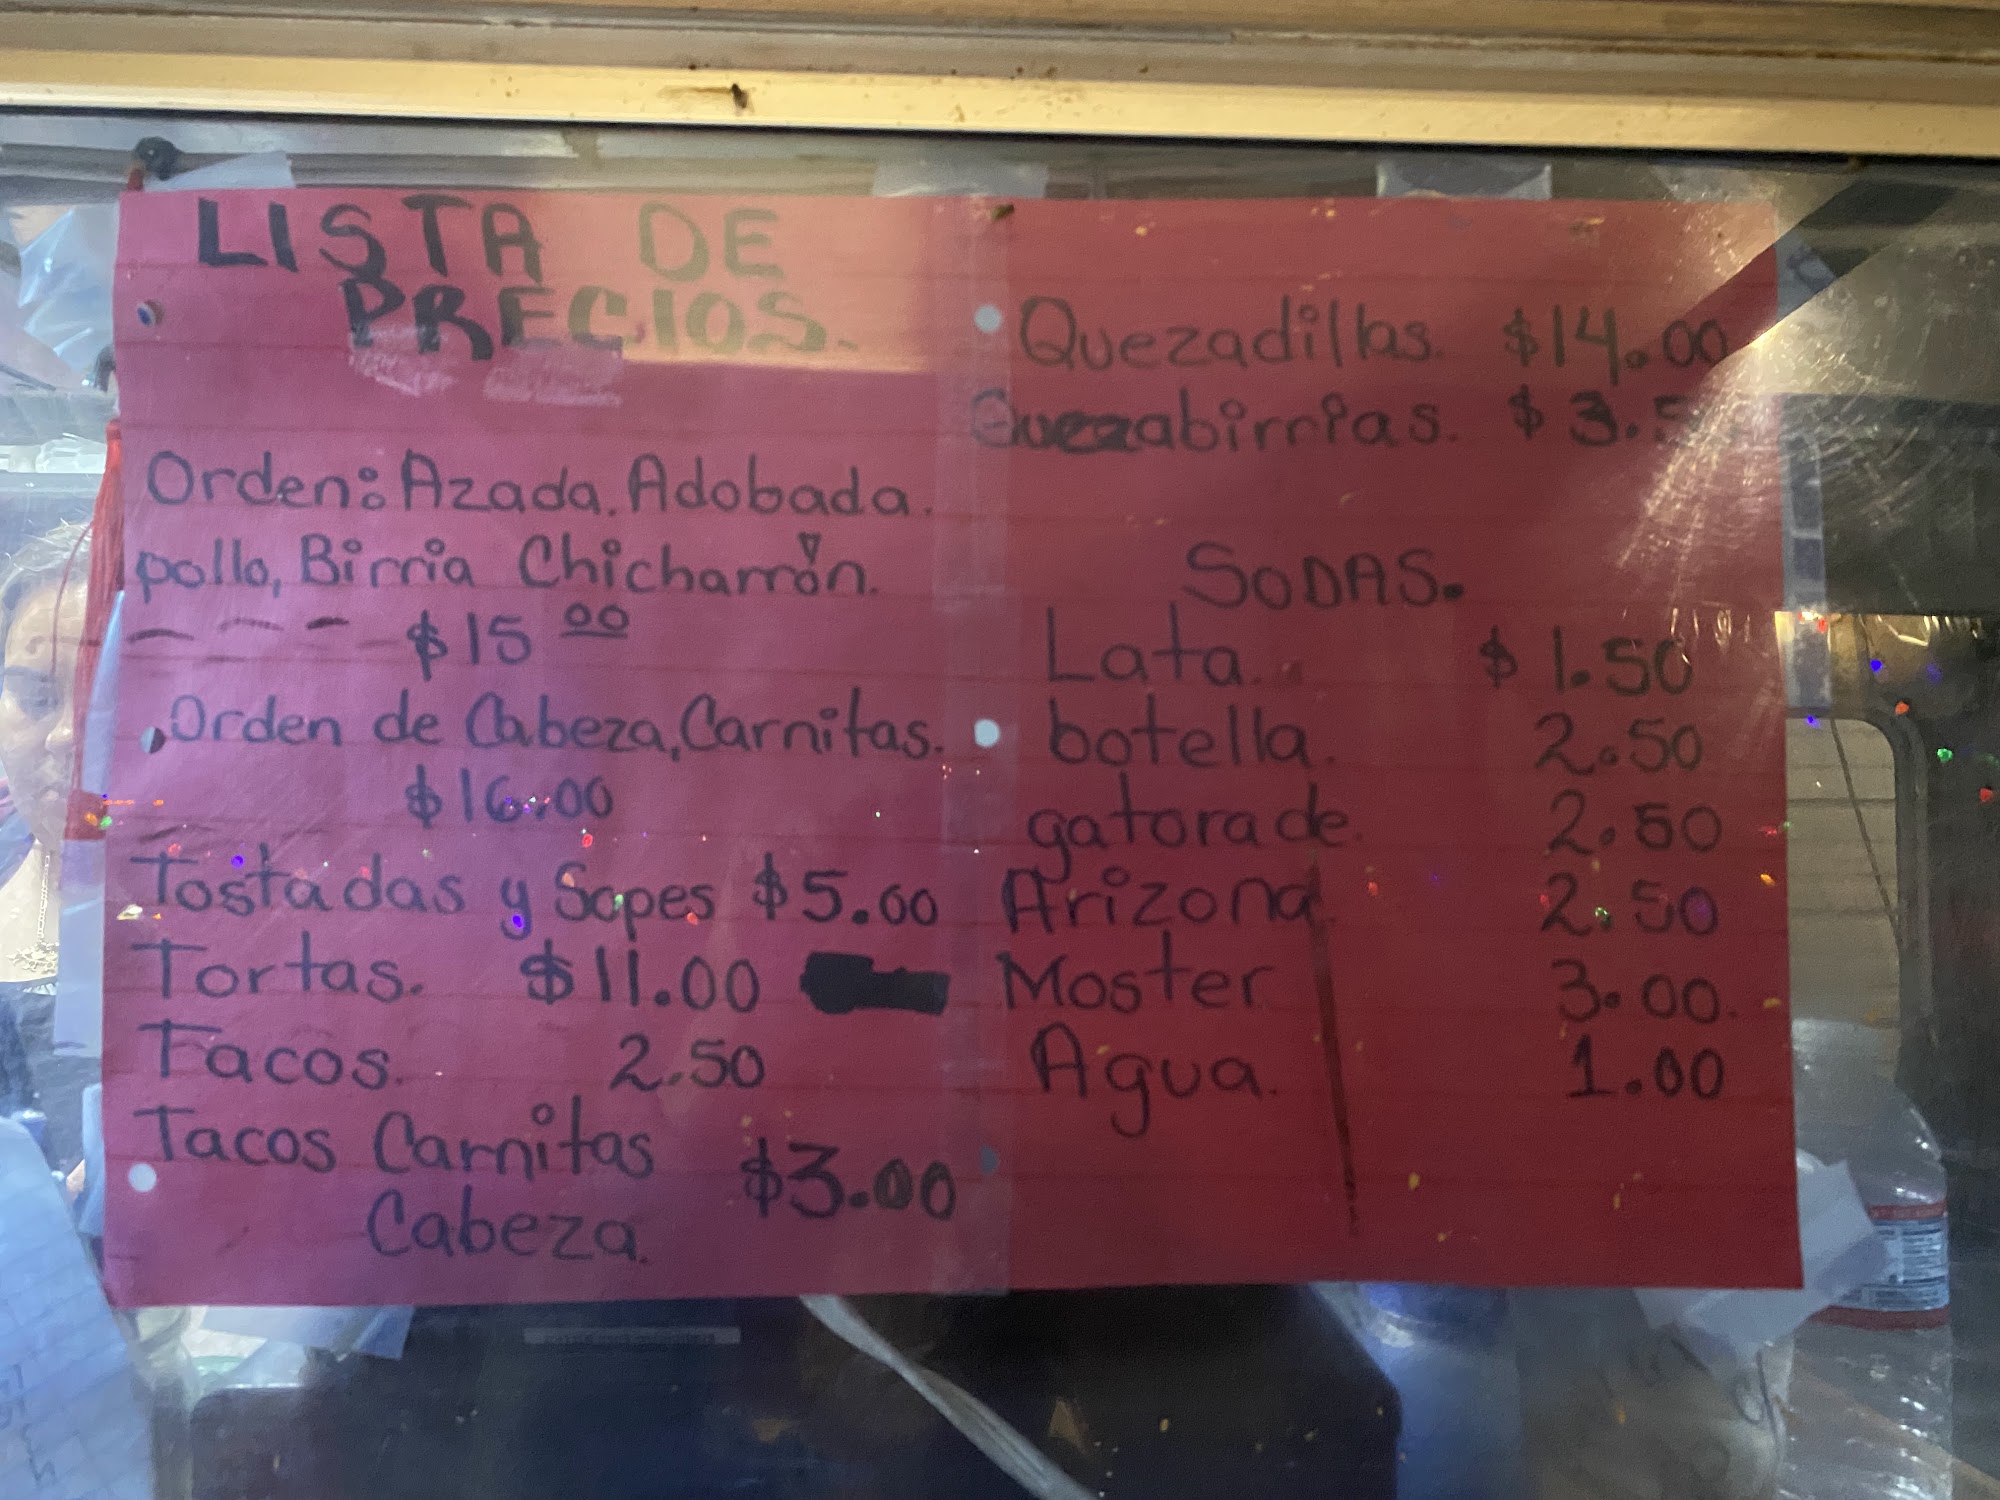 LISTA DE
PRECIOS.
Orden: Azada. Adobada.
pollo, Birria Chicharrón.
---- $15 00
.Orden de Cabeza, Carnitas.
$16.00
Tostadas y Sopes $5.00
Tortas. $11.00
Tacos. 2.50
Tacos Carnitas $3.00
Cabeza.
Quezadillas. $14.00
Quezabirrias. $3.5
SODAS.
Lata. $1.50
botella. 2.50
gatorade. 2.50
Arizona 2.50
Moster 3.00.
Agua. 1.00